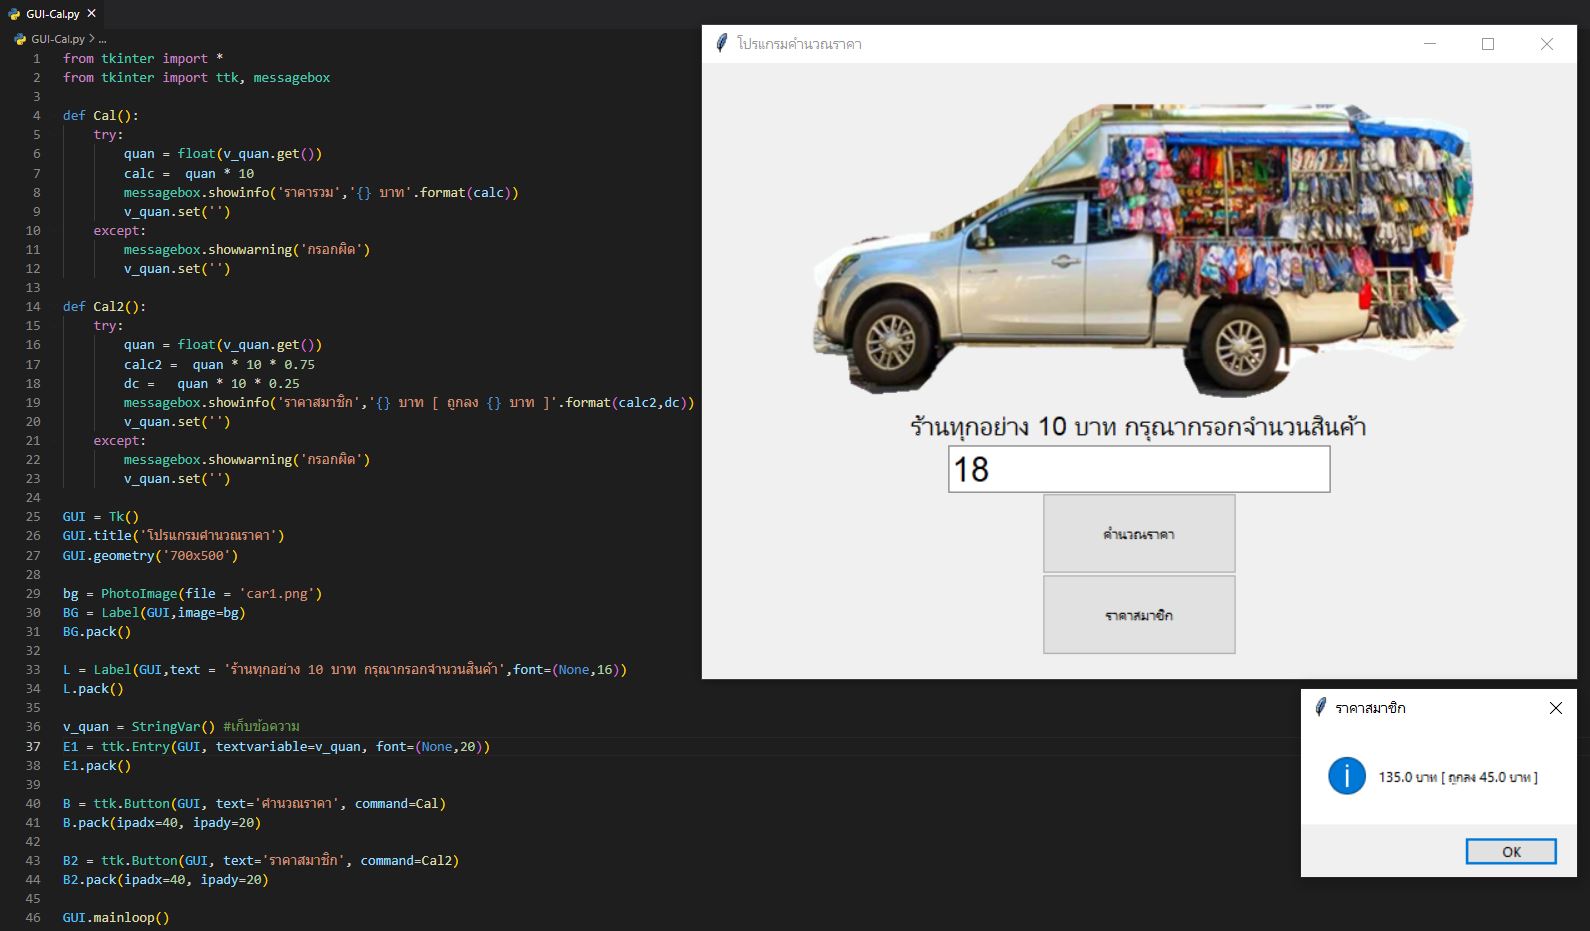 GUI-Cal.py
GUI-Cal.py > ...
1 from tkinter import *
2 from tkinter import ttk, messagebox
3
4 def Cal():
5 try:
6 quan = float(v_quan.get())
7 calc =  quan * 10
8 messagebox.showinfo('ราคารวม','{} บาท'.format(calc))
9 v_quan.set('')
10 except:
11 messagebox.showwarning('กรอกผิด')
12 v_quan.set('')
13
14 def Cal2():
15 try:
16 quan = float(v_quan.get())
17 calc2 =  quan * 10 * 0.75
18 dc =   quan * 10 * 0.25
19 messagebox.showinfo('ราคาสมาชิก','{} บาท [ ถูกลง {} บาท ]'.format(calc2,dc))
20 v_quan.set('')
21 except:
22 messagebox.showwarning('กรอกผิด')
23 v_quan.set('')
24
25 GUI = Tk()
26 GUI.title('โปรแกรมคำนวณราคา')
27 GUI.geometry('700x500')
28
29 bg = PhotoImage(file = 'car1.png')
30 BG = Label(GUI,image=bg)
31 BG.pack()
32
33 L = Label(GUI,text = 'ร้านทุกอย่าง 10 บาท กรุณากรอกจำนวนสินค้า',font=(None,16))
34 L.pack()
35
36 v_quan = StringVar() #เก็บข้อความ
37 E1 = ttk.Entry(GUI, textvariable=v_quan, font=(None,20))
38 E1.pack()
39
40 B = ttk.Button(GUI, text='คำนวณราคา', command=Cal)
41 B.pack(ipadx=40, ipady=20)
42
43 B2 = ttk.Button(GUI, text='ราคาสมาชิก', command=Cal2)
44 B2.pack(ipadx=40, ipady=20)
45
46 GUI.mainloop()
โปรแกรมคำนวณราคา
ร้านทุกอย่าง 10 บาท กรุณากรอกจำนวนสินค้า
18
คำนวณราคา
ราคาสมาชิก
ราคาสมาชิก
135.0 บาท [ ถูกลง 45.0 บาท ]
OK